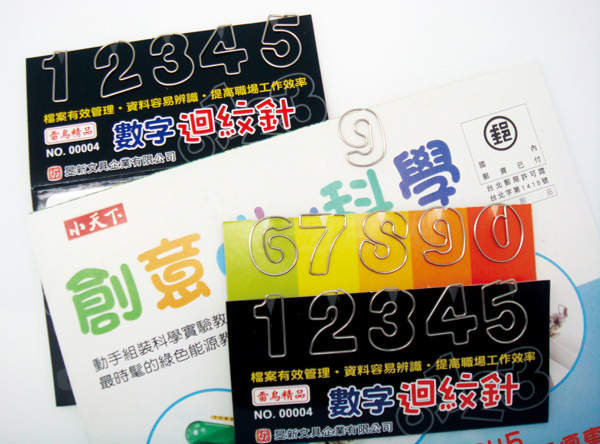 12345
檔案有效管理・資料容易辨識・提高職場工作效率
雷鳥精品
NO. 00004
數字迴紋針
嬰新文具企業有限公司
9
郵
國內
郵資已付
台北郵局許可證
台北字第1415號
小天下
創意
科學
動手組裝科學實驗教
最時髦的綠色能源教
67890
12345
檔案有效管理・資料容易辨識・提高職場工作效率
雷鳥精品
NO. 00004
數字迴紋針
嬰新文具企業有限公司